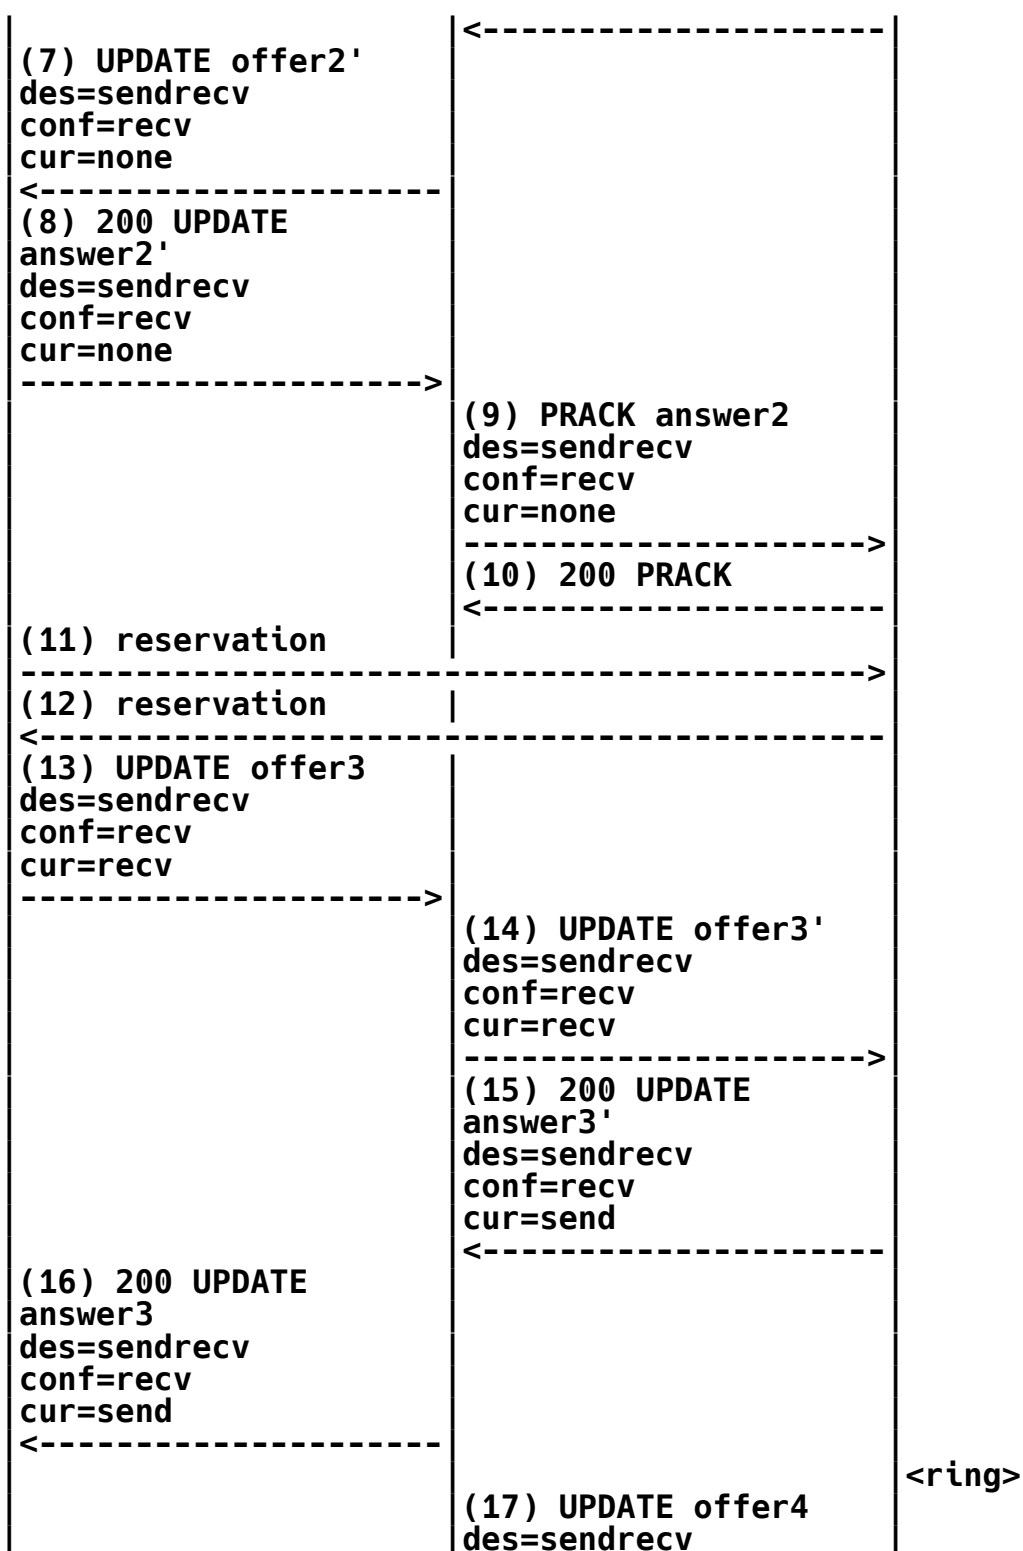 |                      |<---------------------|
|(7) UPDATE offer2'    |                      |
|des=sendrecv          |                      |
|conf=recv             |                      |
|cur=none              |                      |
|<---------------------|                      |
|(8) 200 UPDATE        |                      |
|answer2'              |                      |
|des=sendrecv          |                      |
|conf=recv             |                      |
|cur=none              |                      |
|--------------------->|                      |
|                      |(9) PRACK answer2     |
|                      |des=sendrecv          |
|                      |conf=recv             |
|                      |cur=none              |
|                      |--------------------->|
|                      |(10) 200 PRACK        |
|                      |<---------------------|
|(11) reservation      |                      |
|-------------------------------------------->|
|(12) reservation      |                      |
|<--------------------------------------------|
|(13) UPDATE offer3    |                      |
|des=sendrecv          |                      |
|conf=recv             |                      |
|cur=recv              |                      |
|--------------------->|                      |
|                      |(14) UPDATE offer3'   |
|                      |des=sendrecv          |
|                      |conf=recv             |
|                      |cur=recv              |
|                      |--------------------->|
|                      |(15) 200 UPDATE       |
|                      |answer3'              |
|                      |des=sendrecv          |
|                      |conf=recv             |
|                      |cur=send              |
|                      |<---------------------|
|(16) 200 UPDATE       |                      |
|answer3               |                      |
|des=sendrecv          |                      |
|conf=recv             |                      |
|cur=send              |                      |
|<---------------------|                      |
|                      |                      |<ring>
|                      |(17) UPDATE offer4    |
|                      |des=sendrecv          |